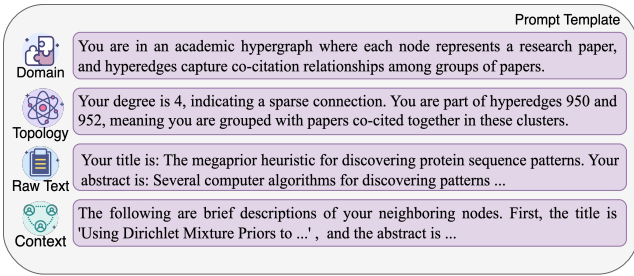 Prompt Template
You are in an academic hypergraph where each node represents a research paper,
and hyperedges capture co-citation relationships among groups of papers.
Domain
Your degree is 4, indicating a sparse connection. You are part of hyperedges 950 and
952, meaning you are grouped with papers co-cited together in these clusters.
Topology
Your title is: The megaprior heuristic for discovering protein sequence patterns. Your
abstract is: Several computer algorithms for discovering patterns ...
Raw Text
The following are brief descriptions of your neighboring nodes. First, the title is
'Using Dirichlet Mixture Priors to ...' , and the abstract is ...
Context